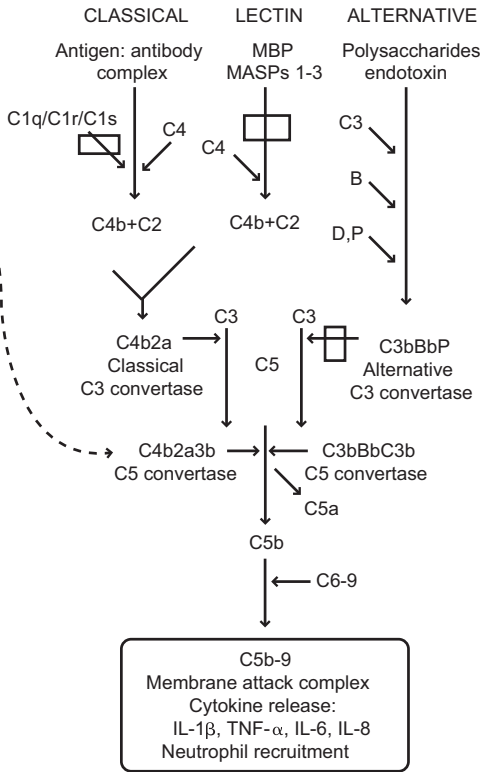 CLASSICAL
LECTIN
ALTERNATIVE
Antigen: antibody
complex
MBP
MASPs 1-3
Polysaccharides
endotoxin
C1q/C1r/C1s
C4
C4
C3
B
D,P
C4b+C2
C4b+C2
C3
C3
C4b2a
Classical
C3 convertase
C5
C3bBbP
Alternative
C3 convertase
C4b2a3b
C5 convertase
C3bBbC3b
C5 convertase
C5a
C5b
C6-9
C5b-9
Membrane attack complex
Cytokine release:
IL-1β, TNF-α, IL-6, IL-8
Neutrophil recruitment